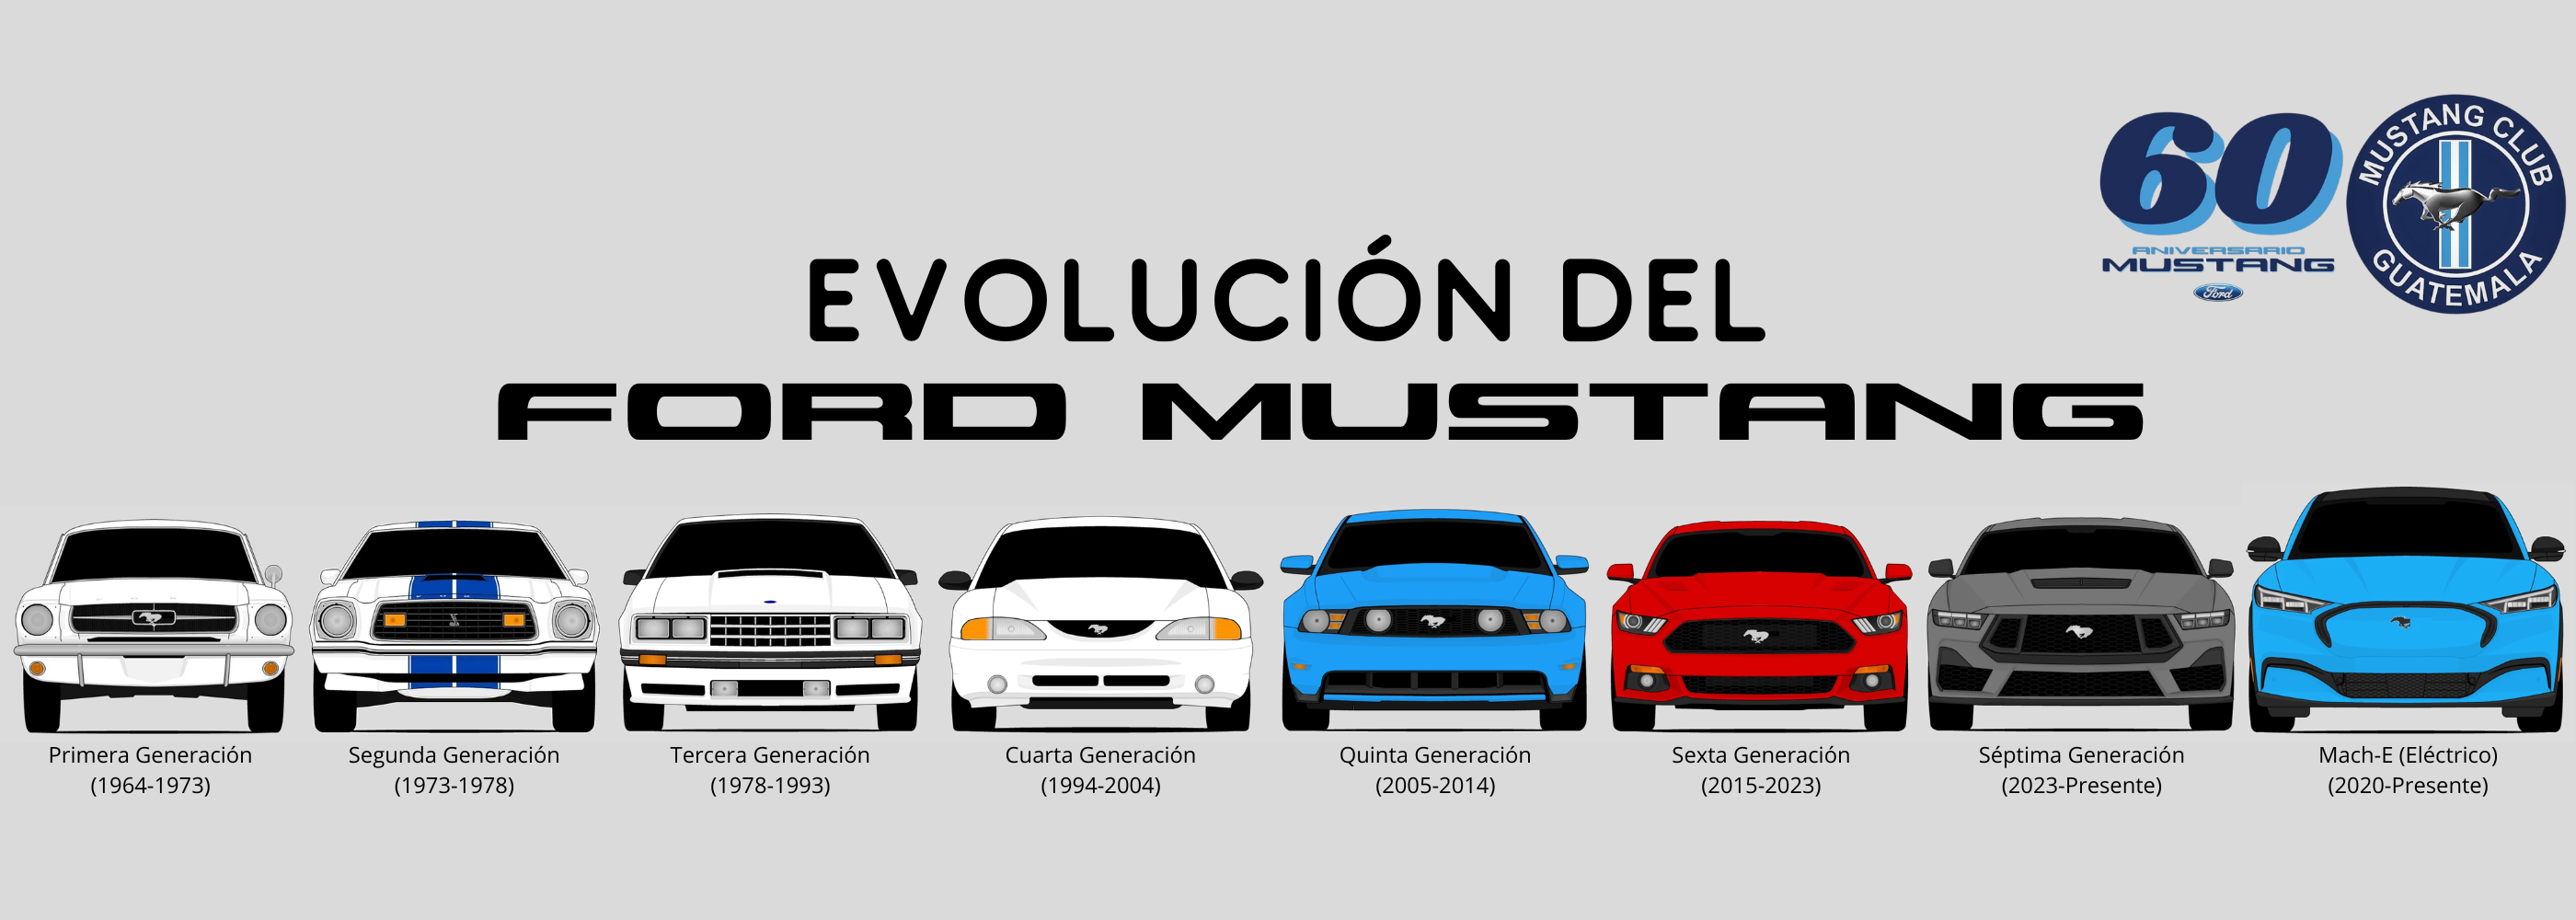 60
ANIVERSARIO
MUSTANG
Ford
MUSTANG CLUB
GUATEMALA
EVOLUCIÓN DEL
FORD MUSTANG
Primera Generación
(1964-1973)
Segunda Generación
(1973-1978)
Tercera Generación
(1978-1993)
Cuarta Generación
(1994-2004)
Quinta Generación
(2005-2014)
Sexta Generación
(2015-2023)
Séptima Generación
(2023-Presente)
Mach-E (Eléctrico)
(2020-Presente)